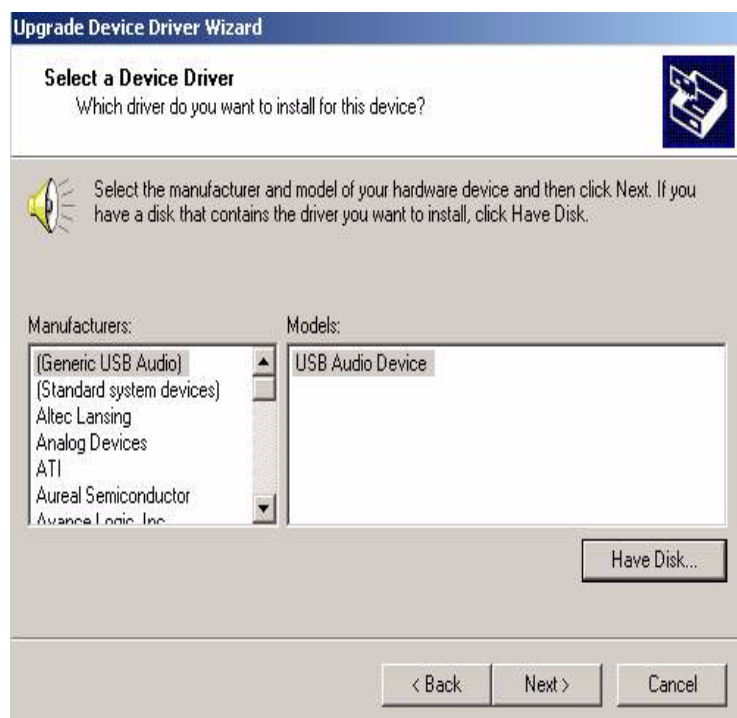 Upgrade Device Driver Wizard
Select a Device Driver
Which driver do you want to install for this device?
Select the manufacturer and model of your hardware device and then click Next. If you
have a disk that contains the driver you want to install, click Have Disk.
Manufacturers:
(Generic USB Audio)
(Standard system devices)
Altec Lansing
Analog Devices
ATI
Aureal Semiconductor
Avance Logic, Inc.
Models:
USB Audio Device
Have Disk...
< Back
Next >
Cancel